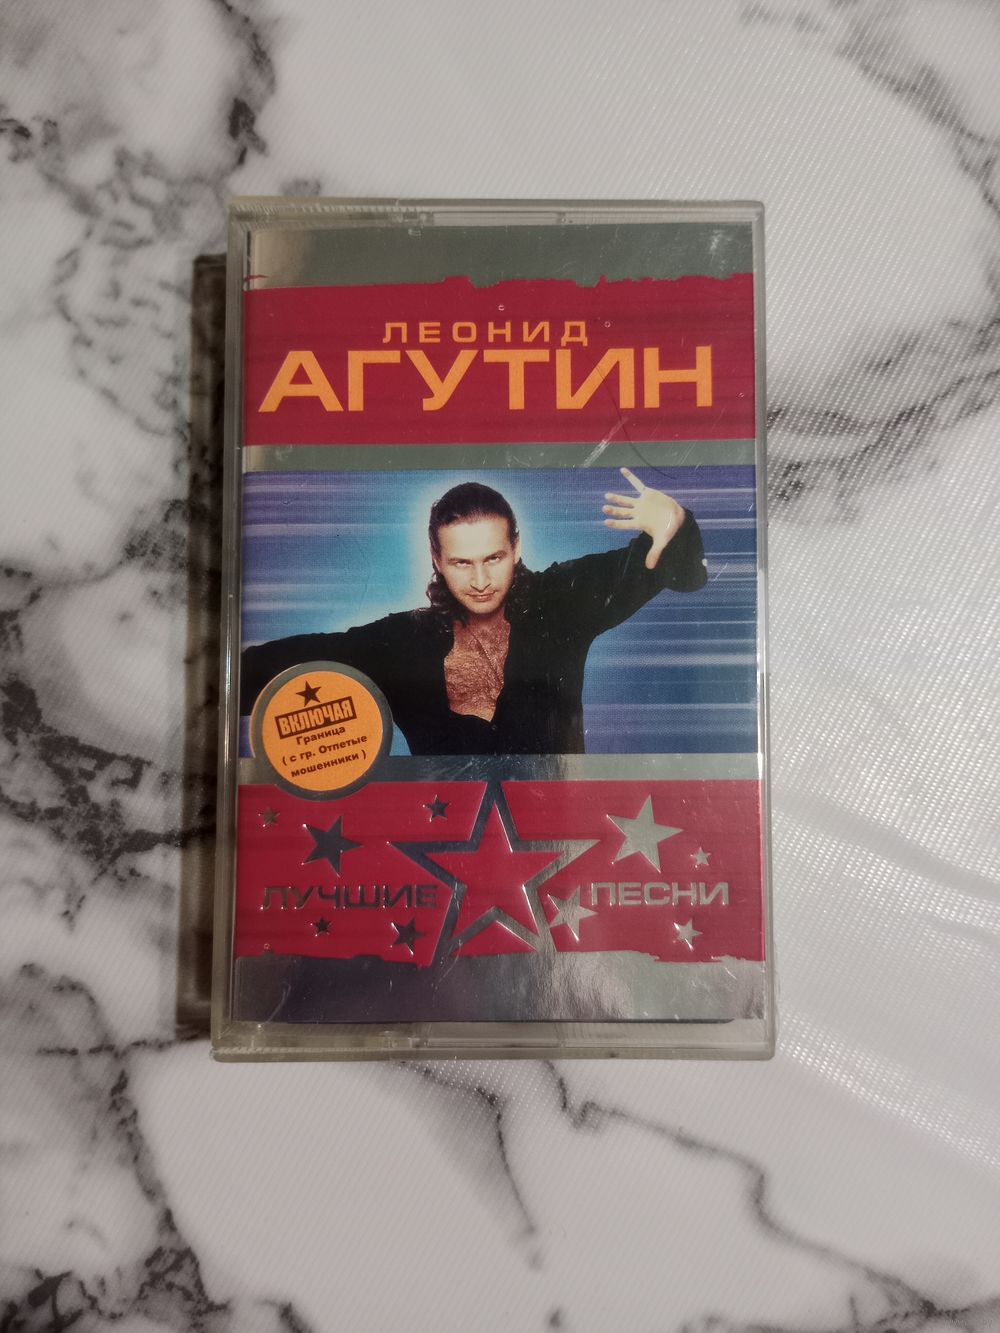 ЛЕОНИД
АГУТИН
ВКЛЮЧАЯ
Граница
( с гр. Отпетые
мошенники )
ЛУЧШИЕ ПЕСНИ